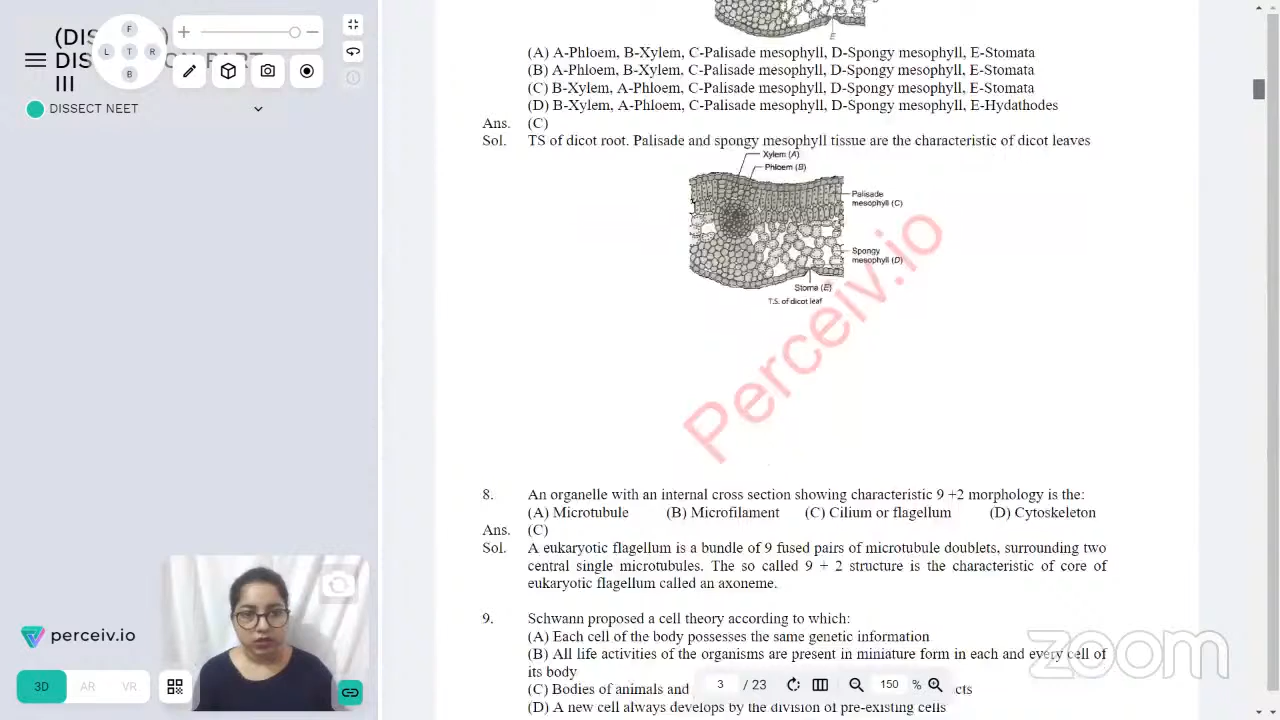 (DIS
DIS ON PART
III
DISSECT NEET
F
L T R
B
E
(A) A-Phloem, B-Xylem, C-Palisade mesophyll, D-Spongy mesophyll, E-Stomata
(B) A-Phloem, B-Xylem, C-Palisade mesophyll, D-Spongy mesophyll, E-Stomata
(C) B-Xylem, A-Phloem, C-Palisade mesophyll, D-Spongy mesophyll, E-Stomata
(D) B-Xylem, A-Phloem, C-Palisade mesophyll, D-Spongy mesophyll, E-Hydathodes
Ans. (C)
Sol. TS of dicot root. Palisade and spongy mesophyll tissue are the characteristic of dicot leaves
Xylem (A)
Phloem (B)
Palisade
mesophyll (C)
Spongy
mesophyll (D)
Stoma (E)
T.S. of dicot leaf
Perceiv.io
8. An organelle with an internal cross section showing characteristic 9 +2 morphology is the:
(A) Microtubule (B) Microfilament (C) Cilium or flagellum (D) Cytoskeleton
Ans. (C)
Sol. A eukaryotic flagellum is a bundle of 9 fused pairs of microtubule doublets, surrounding two
central single microtubules. The so called 9 + 2 structure is the characteristic of core of
eukaryotic flagellum called an axoneme.
9. Schwann proposed a cell theory according to which:
(A) Each cell of the body possesses the same genetic information
(B) All life activities of the organisms are present in miniature form in each and every cell of
its body
(C) Bodies of animals and cts
(D) A new cell always develops by the division of pre-existing cells
3 / 23 150 %
zoom
perceiv.io
3D AR VR